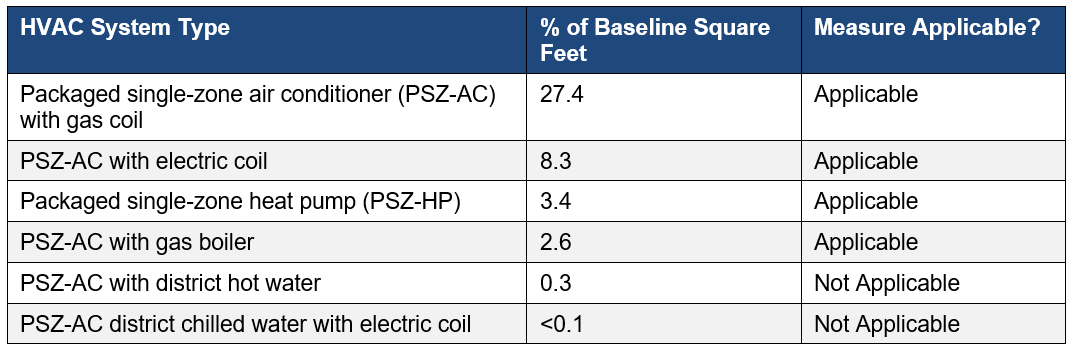 HVAC System Type % of Baseline Square Feet Measure Applicable?
Packaged single-zone air conditioner (PSZ-AC) with gas coil 27.4 Applicable
PSZ-AC with electric coil 8.3 Applicable
Packaged single-zone heat pump (PSZ-HP) 3.4 Applicable
PSZ-AC with gas boiler 2.6 Applicable
PSZ-AC with district hot water 0.3 Not Applicable
PSZ-AC district chilled water with electric coil <0.1 Not Applicable